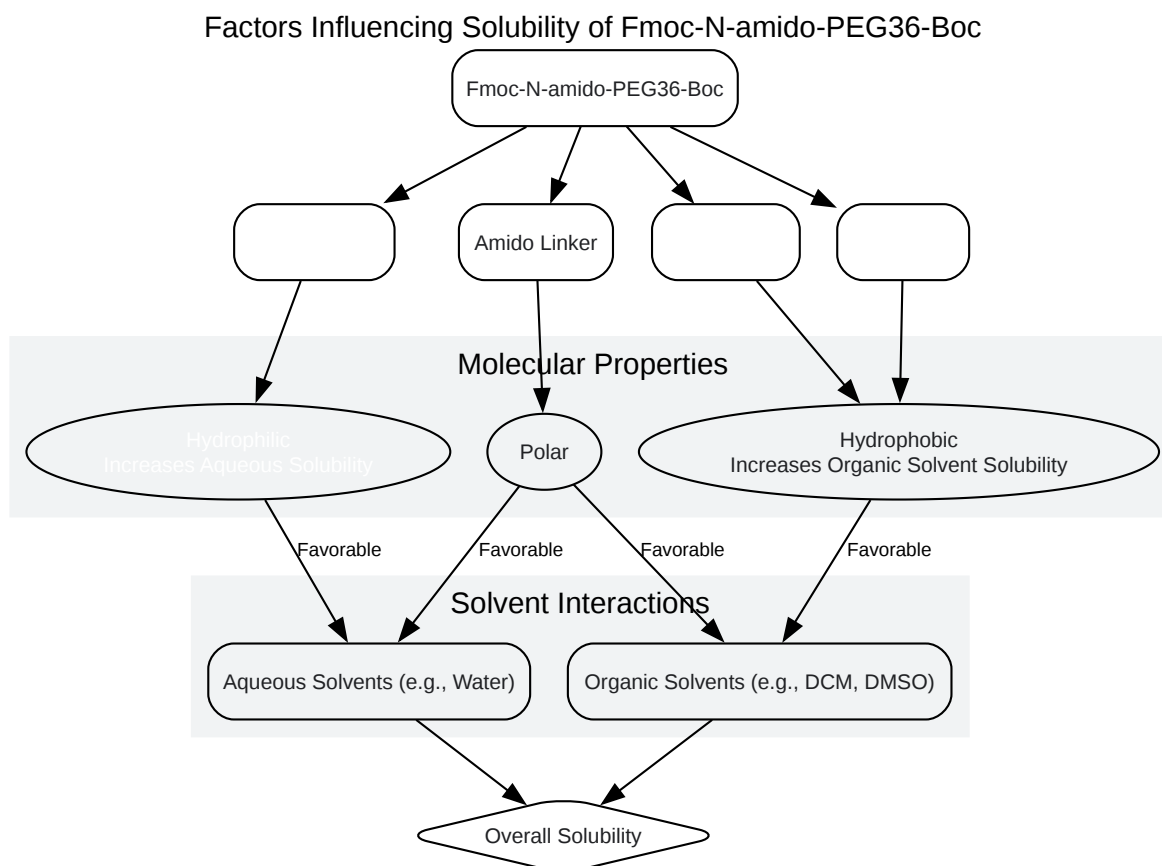 Factors Influencing Solubility of Fmoc-N-amido-PEG36-Boc
Fmoc-N-amido-PEG36-Boc
Amido Linker
Molecular Properties
Hydrophilic
Increases Aqueous Solubility
Polar
Hydrophobic
Increases Organic Solvent Solubility
Favorable
Favorable
Favorable
Favorable
Solvent Interactions
Aqueous Solvents (e.g., Water)
Organic Solvents (e.g., DCM, DMSO)
Overall Solubility